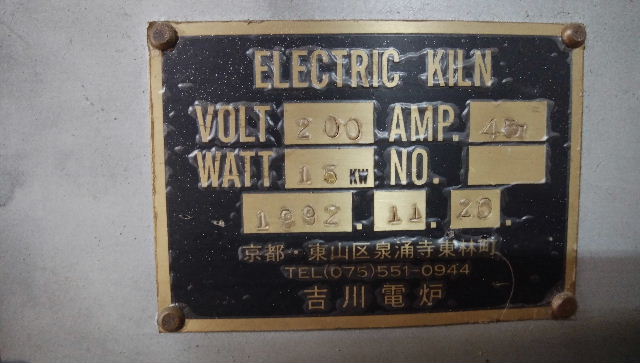 ELECTRIC KILN
VOLT 200 AMP. 45
WATT 15 KW NO.
1992. 11. 20.
京都・東山区泉涌寺東林町
TEL(075)551-0944
吉川電炉